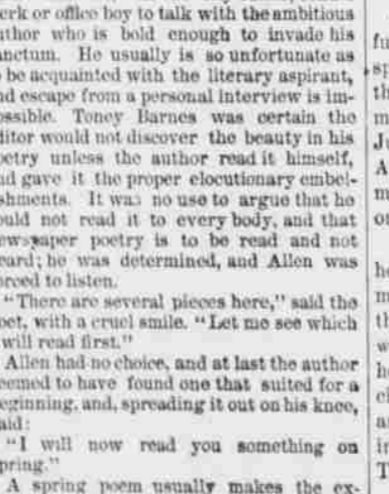 erk or office boy to talk with the ambitious
uthor who is bold enough to invade his
anctum. He usually is so unfortunate as
be acquainted with the literary aspirant,
nd escape from a personal interview is im-
ossible. Toney Barnes was certain the
ditor would not discover the beauty in his
oetry unless the author read it himself,
nd gave it the proper elocutionary embel-
shments. It was no use to argue that he
ould not read it to everybody, and that
ewspaper poetry is to be read and not
eard; he was determined, and Allen was
orced to listen.
"There are several pieces here," said the
oet, with a cruel smile. "Let me see which
will read first."
Allen had no choice, and at last the author
eemed to have found one that suited for a
eginning, and, spreading it out on his knee,
aid:
"I will now read you something on
pring."
A spring poem usually makes the ex-